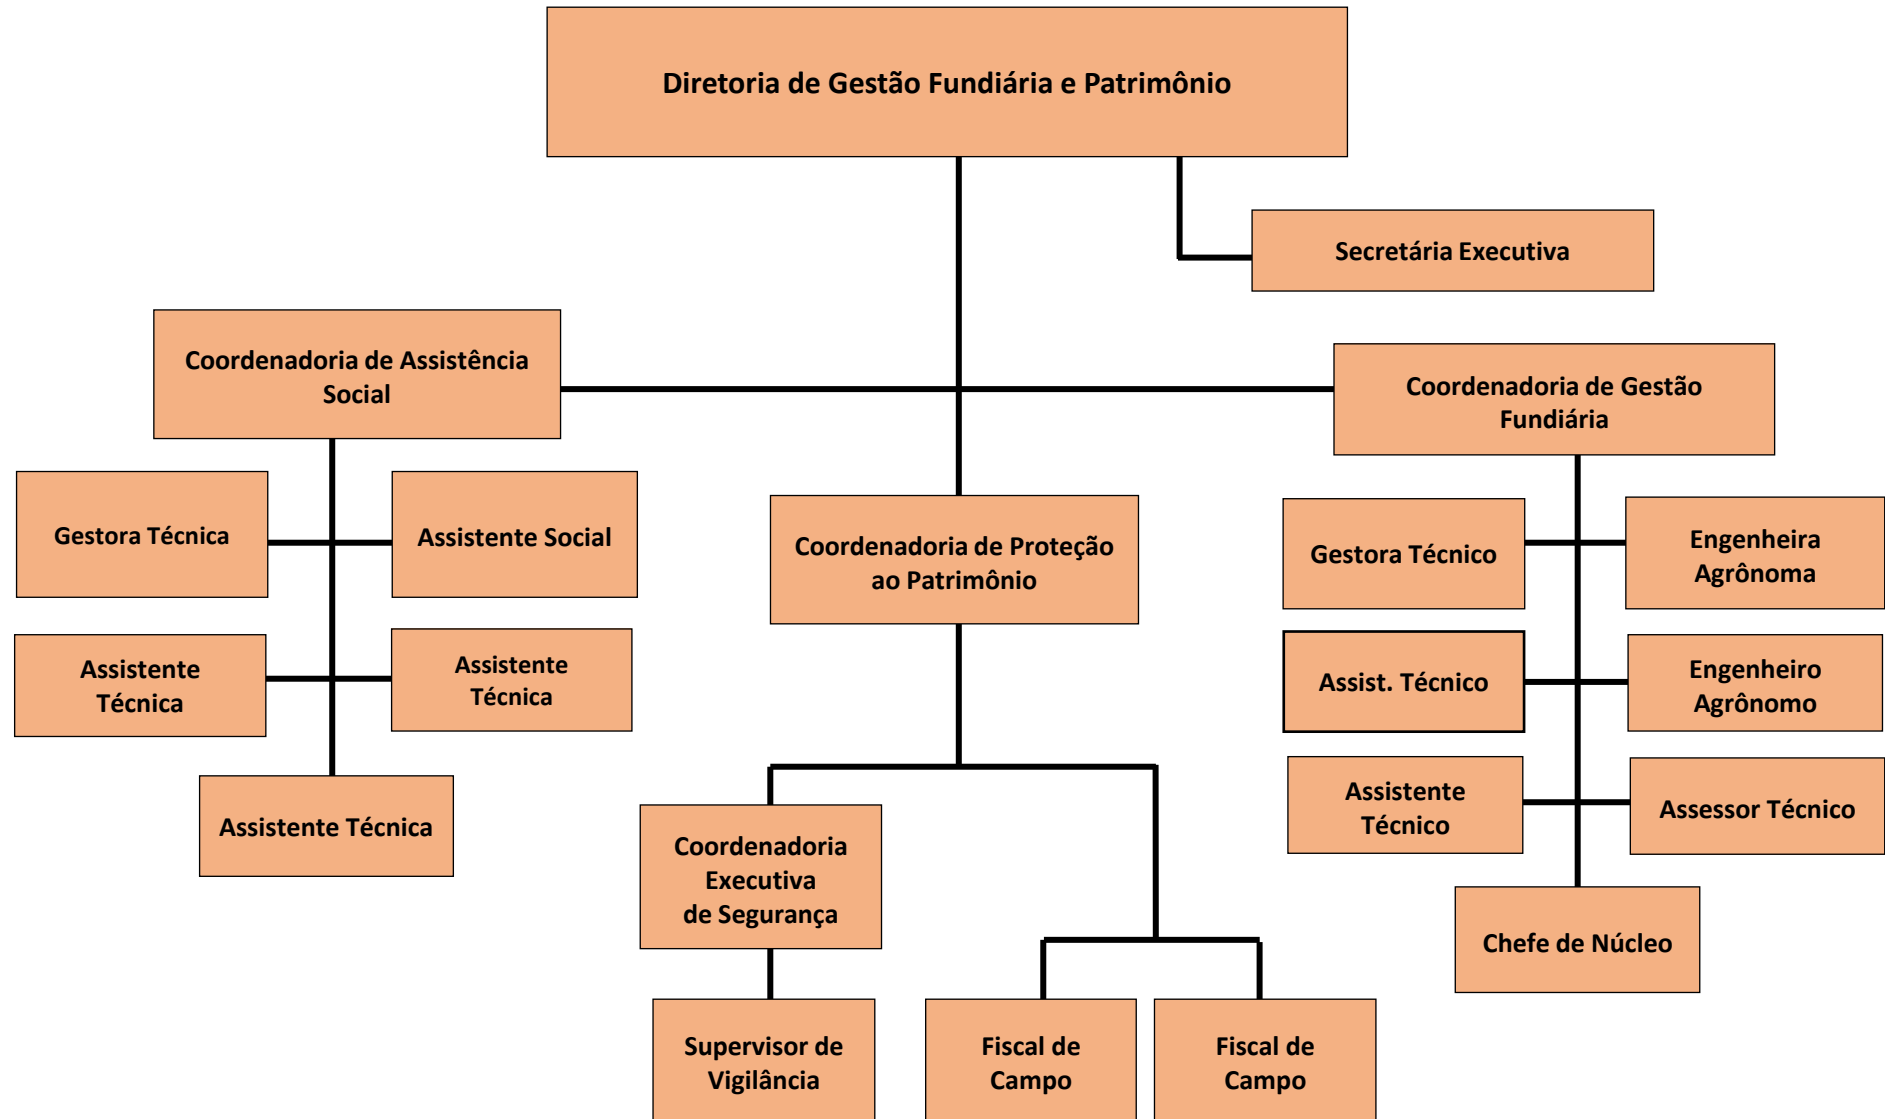 Diretoria de Gestão Fundiária e Patrimônio
Secretária Executiva
Coordenadoria de Assistência
Social
Coordenadoria de Gestão
Fundiária
Gestora Técnica
Assistente Social
Coordenadoria de Proteção
ao Patrimônio
Gestora Técnico
Engenheira
Agrônoma
Assistente
Técnica
Assistente
Técnica
Assist. Técnico
Engenheiro
Agrônomo
Assistente Técnica
Coordenadoria
Executiva
de Segurança
Assistente
Técnico
Assessor Técnico
Chefe de Núcleo
Supervisor de
Vigilância
Fiscal de
Campo
Fiscal de
Campo